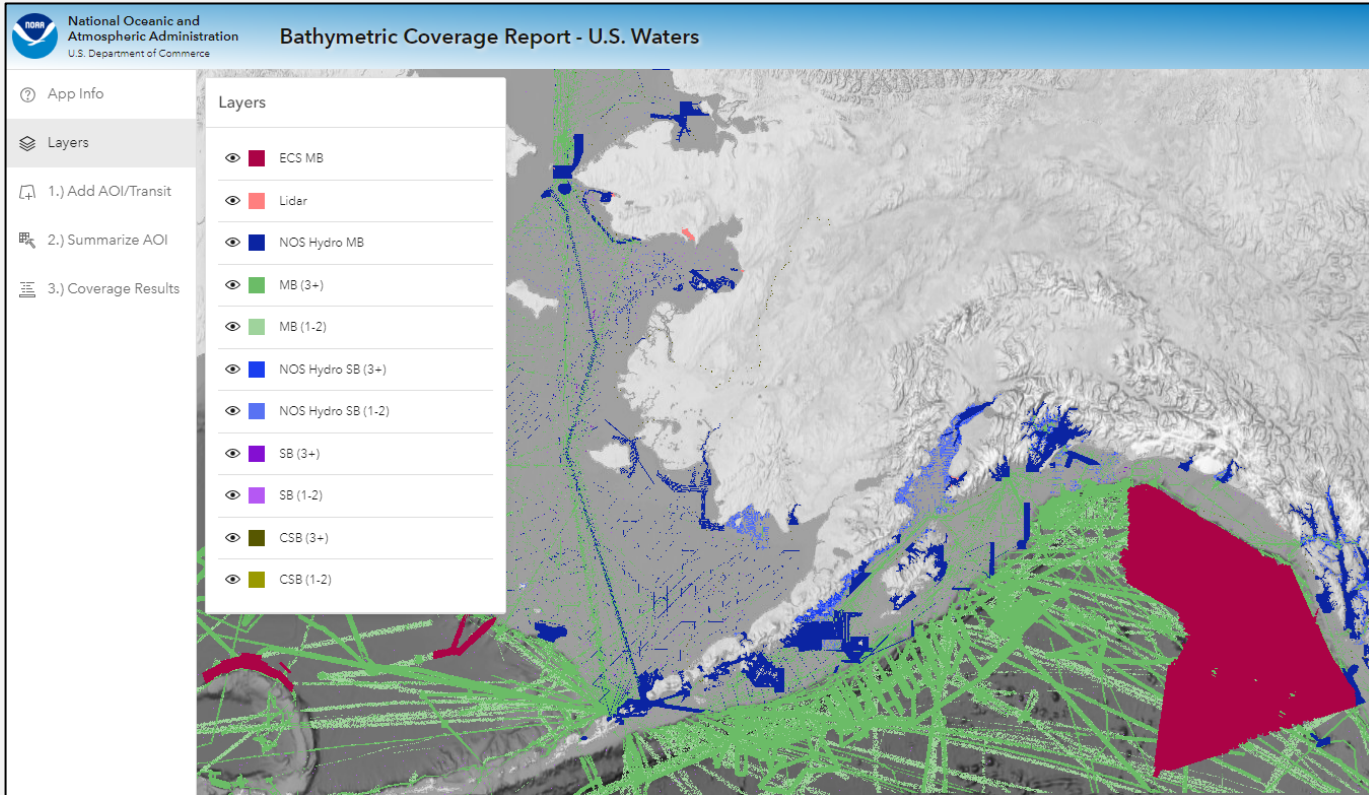 NOAA
National Oceanic and
Atmospheric Administration
U.S. Department of Commerce
Bathymetric Coverage Report - U.S. Waters
App Info
Layers
1.) Add AOI/Transit
2.) Summarize AOI
3.) Coverage Results
Layers
ECS MB
Lidar
NOS Hydro MB
MB (3+)
MB (1-2)
NOS Hydro SB (3+)
NOS Hydro SB (1-2)
SB (3+)
SB (1-2)
CSB (3+)
CSB (1-2)